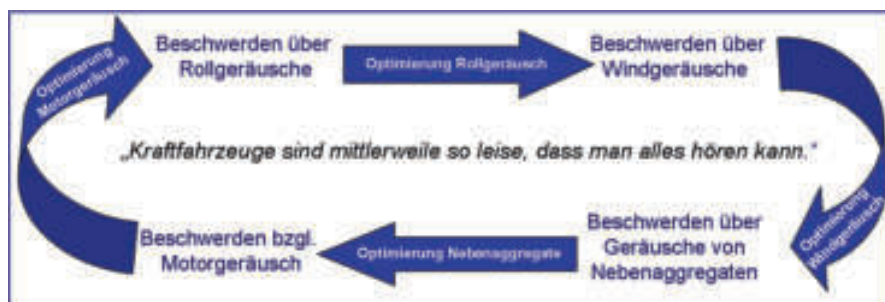 Optimierung
Motorgeräusch
Beschwerden über
Rollgeräusche
Optimierung Rollgeräusch
Beschwerden über
Windgeräusche
„Kraftfahrzeuge sind mittlerweile so leise, dass man alles hören kann.“
Optimierung
Windgeräusch
Beschwerden über
Geräusche von
Nebenaggregaten
Optimierung Nebenaggregate
Beschwerden bzgl.
Motorgeräusch